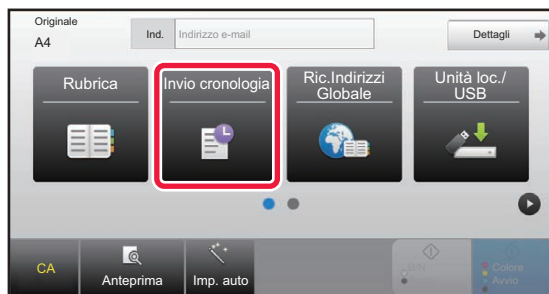 Originale
A4
Ind.
Indirizzo e-mail
Dettagli
Rubrica
Invio cronologia
Ric.Indirizzi
Globale
Unità loc./
USB
CA
Anteprima
Imp. auto
B/N
Avvio
Colore
Avvio